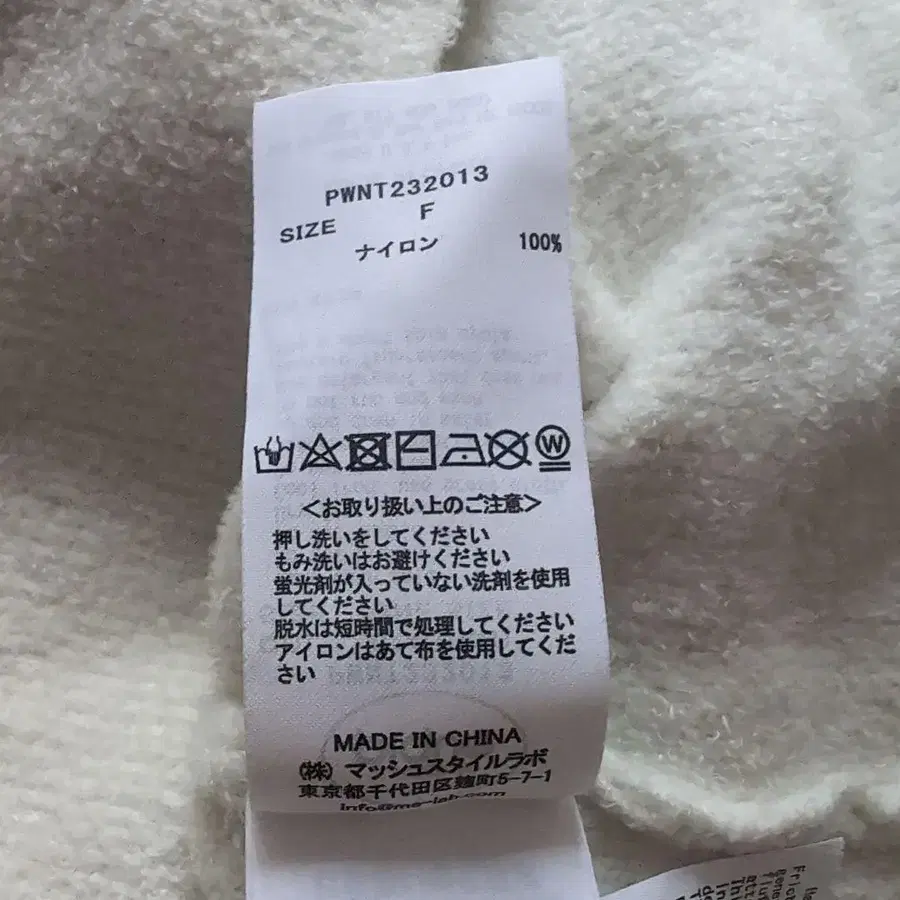 PWNT232013
SIZE F
ナイロン 100%
W
<お取り扱い上のご注意>
押し洗いをしてください
もみ洗いはお避けください
蛍光剤が入っていない洗剤を使用
してください
脱水は短時間で処理してください
アイロンはあて布を使用してくだ
さい
MADE IN CHINA
(株) マッシュスタイルラボ
東京都千代田区麹町5-7-1
info@ms-lab.com